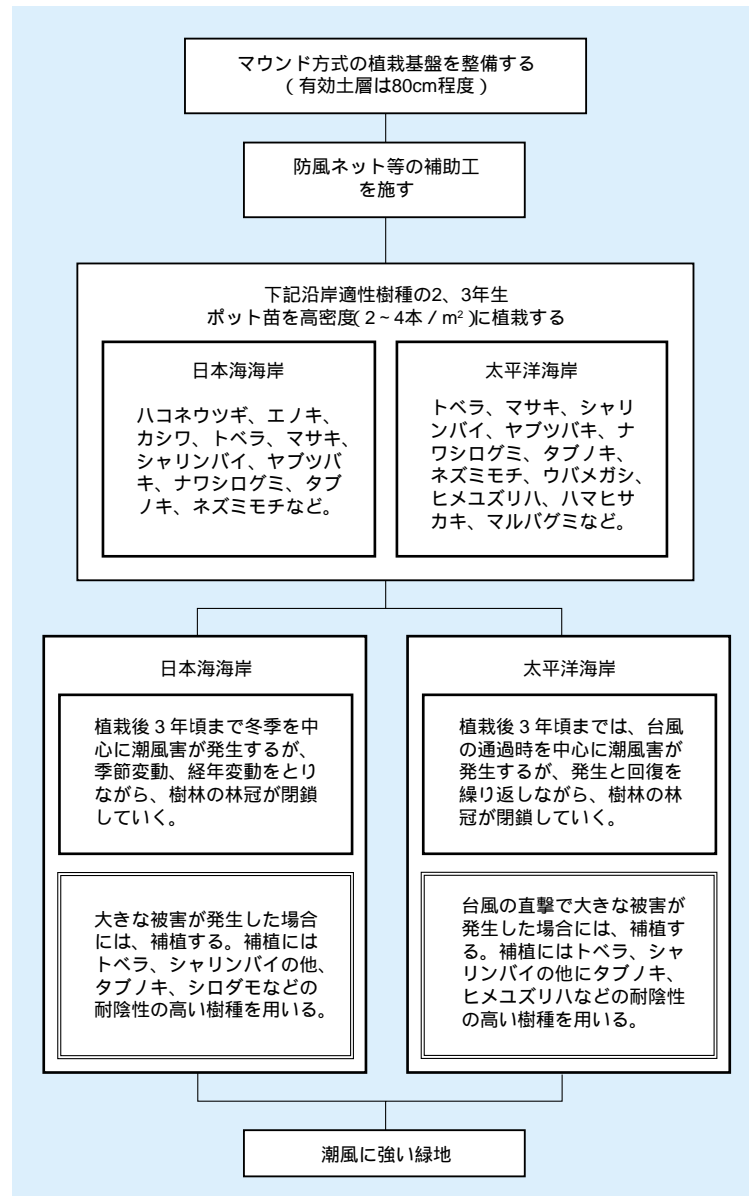 マウンド方式の植栽基盤を整備する
(有効土層は80cm程度)
防風ネット等の補助工
を施す
下記沿岸適性樹種の2、3年生
ポット苗を高密度(2~4本/m²)に植栽する
日本海海岸
ハコネウツギ、エノキ、
カシワ、トベラ、マサキ、
シャリンバイ、ヤブツバ
キ、ナワシログミ、タブ
ノキ、ネズミモチなど。
太平洋海岸
トベラ、マサキ、シャリ
ンバイ、ヤブツバキ、ナ
ワシログミ、タブノキ、
ネズミモチ、ウバメガシ、
ヒメユズリハ、ハマヒサ
カキ、マルバグミなど。
日本海海岸
植栽後3年頃まで冬季を中
心に潮風害が発生するが、
季節変動、経年変動をとり
ながら、樹林の林冠が閉鎖
していく。
大きな被害が発生した場合
には、補植する。補植には
トベラ、シャリンバイの他、
タブノキ、シロダモなどの
耐陰性の高い樹種を用いる。
太平洋海岸
植栽後3年頃までは、台風
の通過時を中心に潮風害が
発生するが、発生と回復を
繰り返しながら、樹林の林
冠が閉鎖していく。
台風の直撃で大きな被害が
発生した場合には、補植す
る。補植にはトベラ、シャ
リンバイの他にタブノキ、
ヒメユズリハなどの耐陰性
の高い樹種を用いる。
潮風に強い緑地